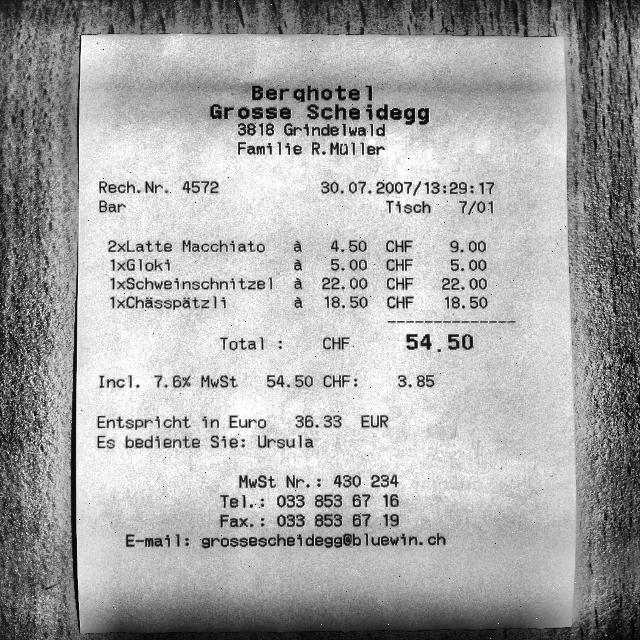 Berghotel
Grosse Scheidegg
3818 Grindelwald
Familie R.Müller
Rech.Nr. 4572 30.07.2007/13:29:17
Bar Tisch 7/01
2xLatte Macchiato à 4.50 CHF 9.00
1xGloki à 5.00 CHF 5.00
1xSchweinschnitzel à 22.00 CHF 22.00
1xChässpätzli à 18.50 CHF 18.50
Total : CHF 54.50
Incl. 7.6% MwSt 54.50 CHF: 3.85
Entspricht in Euro 36.33 EUR
Es bediente Sie: Ursula
MwSt Nr.: 430 234
Tel.: 033 853 67 16
Fax.: 033 853 67 19
E-mail: grossescheidegg@bluewin.ch